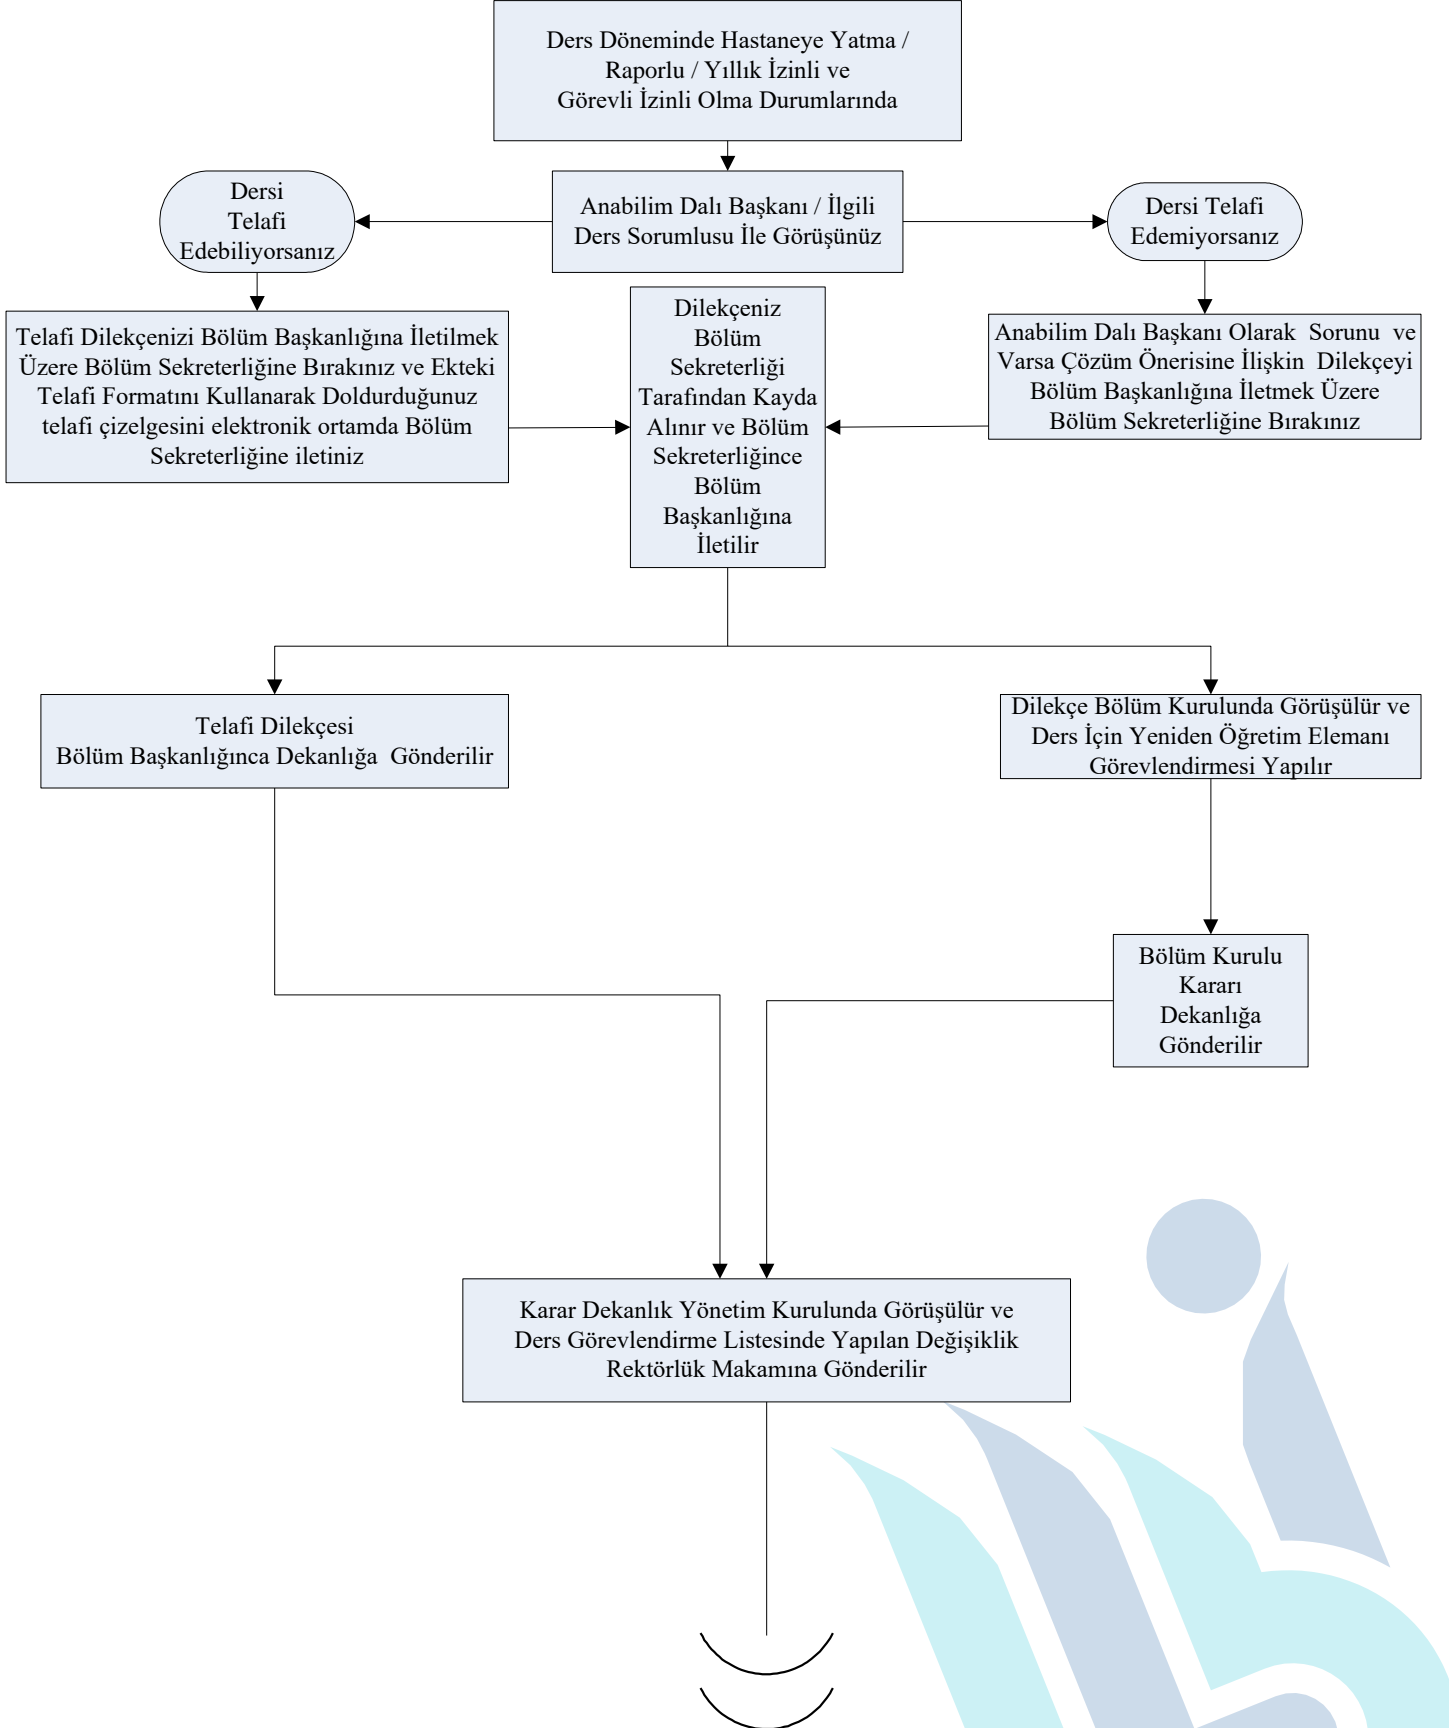 Ders Döneminde Hastaneye Yatma /
Raporlu / Yıllık İzinli ve
Görevli İzinli Olma Durumlarında
Dersi
Telafi
Edebiliyorsanız
Anabilim Dalı Başkanı / İlgili
Ders Sorumlusu İle Görüşünüz
Dersi Telafi
Edemiyorsanız
Telafi Dilekçenizi Bölüm Başkanlığına İletilmek
Üzere Bölüm Sekreterliğine Bırakınız ve Ekteki
Telafi Formatını Kullanarak Doldurduğunuz
telafi çizelgesini elektronik ortamda Bölüm
Sekreterliğine iletiniz
Dilekçeniz
Bölüm
Sekreterliği
Tarafından Kayda
Alınır ve Bölüm
Sekreterliğince
Bölüm
Başkanlığına
İletilir
Anabilim Dalı Başkanı Olarak  Sorunu  ve
Varsa Çözüm Önerisine İlişkin  Dilekçeyi
Bölüm Başkanlığına İletmek Üzere
Bölüm Sekreterliğine Bırakınız
Telafi Dilekçesi
Bölüm Başkanlığınca Dekanlığa  Gönderilir
Dilekçe Bölüm Kurulunda Görüşülür ve
Ders İçin Yeniden Öğretim Elemanı
Görevlendirmesi Yapılır
Bölüm Kurulu
Kararı
Dekanlığa
Gönderilir
Karar Dekanlık Yönetim Kurulunda Görüşülür ve
Ders Görevlendirme Listesinde Yapılan Değişiklik
Rektörlük Makamına Gönderilir